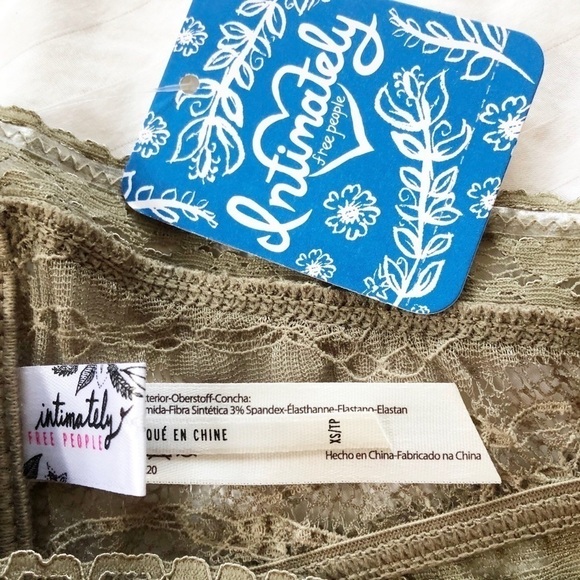 Intimately
free people
intimately
FREE PEOPLE
terior-Oberstoff-Concha:
mida-Fibra Sintética 3% Spandex-Élasthanne-Elastano-Elastan
QUÉ EN CHINE
XS/TP
Hecho en China-Fabricado na China
20